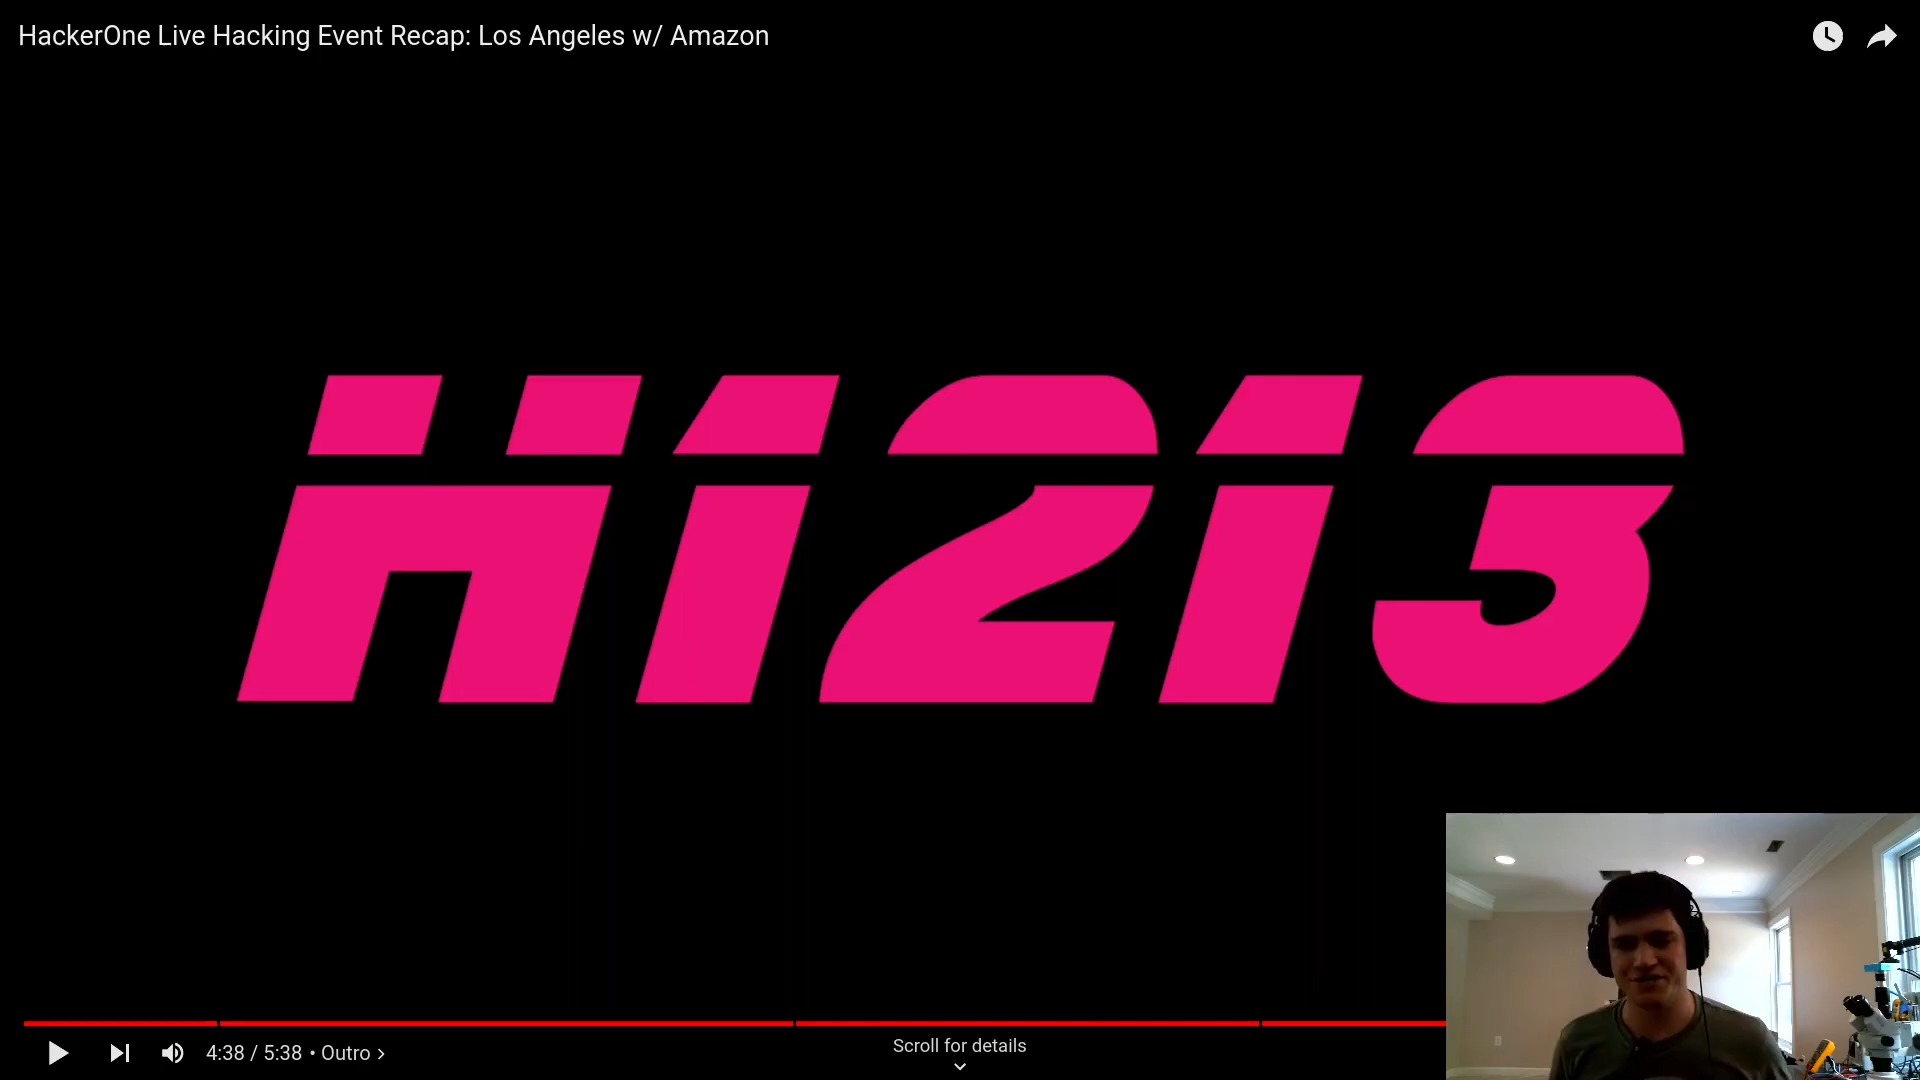 HackerOne Live Hacking Event Recap: Los Angeles w/ Amazon
H1213
4:38 / 5:38 • Outro ›
Scroll for details